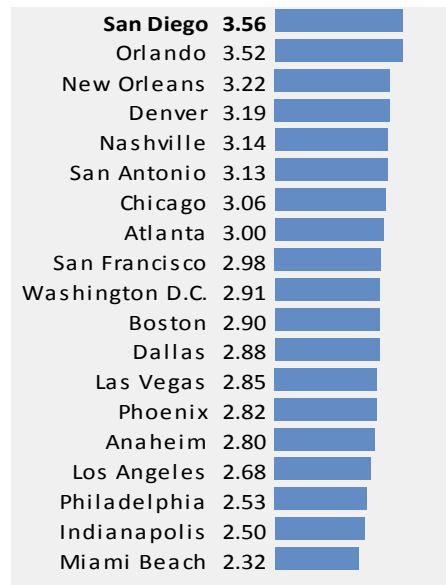 San Diego 3.56
Orlando 3.52
New Orleans 3.22
Denver 3.19
Nashville 3.14
San Antonio 3.13
Chicago 3.06
Atlanta 3.00
San Francisco 2.98
Washington D.C. 2.91
Boston 2.90
Dallas 2.88
Las Vegas 2.85
Phoenix 2.82
Anaheim 2.80
Los Angeles 2.68
Philadelphia 2.53
Indianapolis 2.50
Miami Beach 2.32